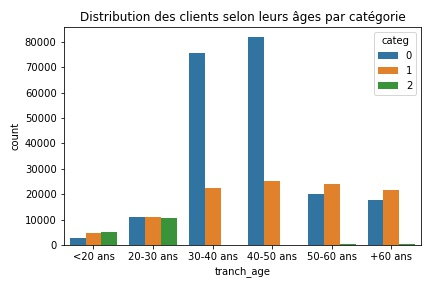 Distribution des clients selon leurs âges par catégorie
categ
0
1
2
80000
70000
60000
50000
40000
30000
20000
10000
0
count
<20 ans 20-30 ans 30-40 ans 40-50 ans 50-60 ans +60 ans
tranch_age